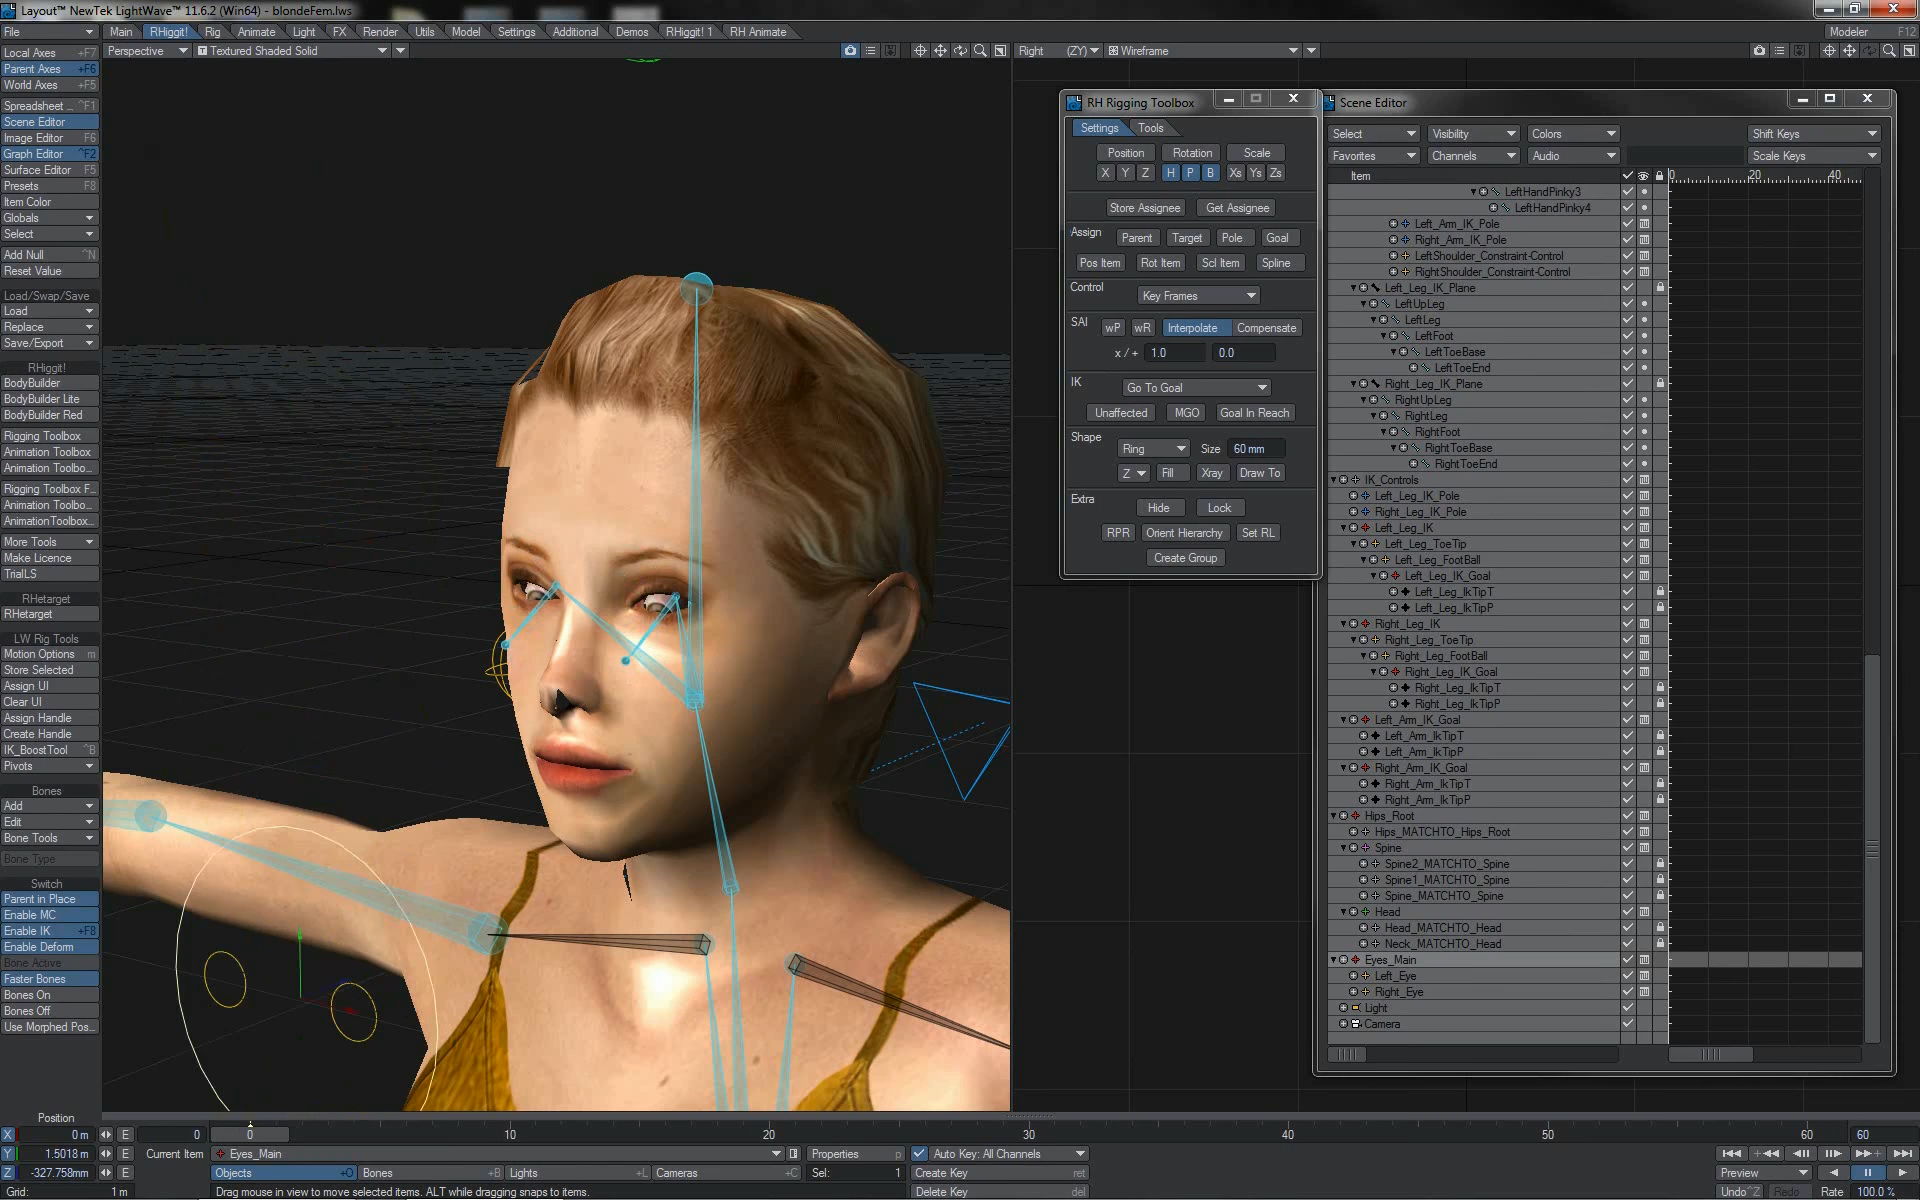 Layout™ NewTek LightWave™ 11.6.2 (Win64) - blondeFem.lws
File
Main RHiggit! Rig Animate Light FX Render Utils Model Settings Additional Demos RHiggit! 1 RH Animate
Modeler F12
Perspective Textured Shaded Solid
Right (ZY) Wireframe
Local Axes +F7
Parent Axes +F6
World Axes +F5
Spreadsheet ... ^F1
Scene Editor
Image Editor F6
Graph Editor ^F2
Surface Editor F5
Presets F8
Item Color
Globals
Select
Add Null ^N
Reset Value
Load/Swap/Save
Load
Replace
Save/Export
RHiggit!
BodyBuilder
BodyBuilder Lite
BodyBuilder Red
Rigging Toolbox
Animation Toolbox
Animation Toolbo...
Rigging Toolbox F...
Animation Toolbo...
AnimationToolbox...
More Tools
Make Licence
TrialLS
RHetarget
RHetarget
LW Rig Tools
Motion Options m
Store Selected
Assign UI
Clear UI
Assign Handle
Create Handle
IK_BoostTool ^B
Pivots
Bones
Add
Edit
Bone Tools
Bone Type
Switch
Parent in Place
Enable MC
Enable IK +F8
Enable Deform
Bone Active
Faster Bones
Bones On
Bones Off
Use Morphed Pos...
RH Rigging Toolbox
Settings Tools
Position Rotation Scale
X Y Z H P B Xs Ys Zs
Store Assignee Get Assignee
Assign Parent Target Pole Goal
Pos Item Rot Item Scl Item Spline
Control Key Frames
SAI wP wR Interpolate Compensate
x / + 1.0 0.0
IK Go To Goal
Unaffected MGO Goal In Reach
Shape Ring Size 60 mm
Z Fill Xray Draw To
Extra Hide Lock
RPR Orient Hierarchy Set RL
Create Group
Scene Editor
Select Visibility Colors Shift Keys
Favorites Channels Audio Scale Keys
Item 0 20 40
LeftHandPinky3
LeftHandPinky4
Left_Arm_IK_Pole
Right_Arm_IK_Pole
LeftShoulder_Constraint-Control
RightShoulder_Constraint-Control
Left_Leg_IK_Plane
LeftUpLeg
LeftLeg
LeftFoot
LeftToeBase
LeftToeEnd
Right_Leg_IK_Plane
RightUpLeg
RightLeg
RightFoot
RightToeBase
RightToeEnd
IK_Controls
Left_Leg_IK_Pole
Right_Leg_IK_Pole
Left_Leg_IK
Left_Leg_ToeTip
Left_Leg_FootBall
Left_Leg_IK_Goal
Left_Leg_IkTipT
Left_Leg_IkTipP
Right_Leg_IK
Right_Leg_ToeTip
Right_Leg_FootBall
Right_Leg_IK_Goal
Right_Leg_IkTipT
Right_Leg_IkTipP
Left_Arm_IK_Goal
Left_Arm_IkTipT
Left_Arm_IkTipP
Right_Arm_IK_Goal
Right_Arm_IkTipT
Right_Arm_IkTipP
Hips_Root
Hips_MATCHTO_Hips_Root
Spine
Spine2_MATCHTO_Spine
Spine1_MATCHTO_Spine
Spine_MATCHTO_Spine
Head
Head_MATCHTO_Head
Neck_MATCHTO_Head
Eyes_Main
Left_Eye
Right_Eye
Light
Camera
Position
X 0 m E 0 0 10 20 30 40 50 60 60
Y 1.5018 m E Current Item Eyes_Main Properties p Auto Key: All Channels
Z -327.758mm E Objects +O Bones +B Lights +L Cameras +C Sel: 1 Create Key ret Preview
Grid: 1 m Drag mouse in view to move selected items. ALT while dragging snaps to items. Delete Key del Undo ^Z Redo Rate 100.0 %